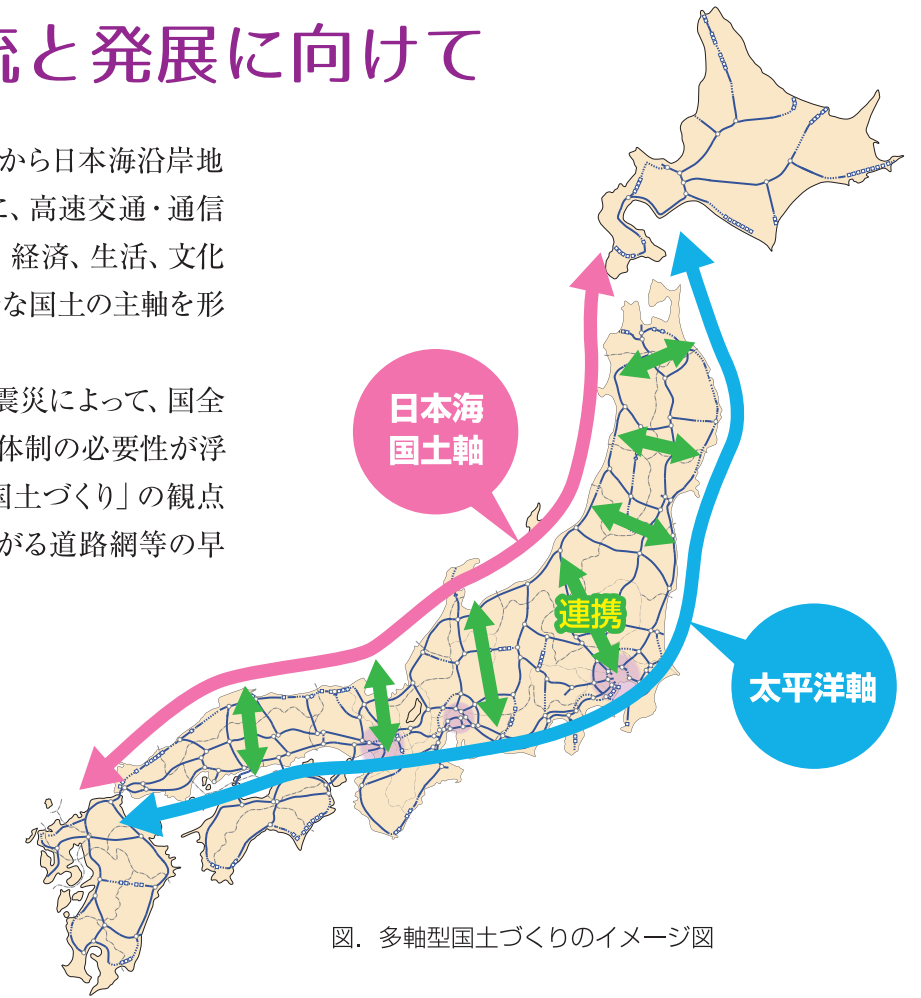 流と発展に向けて
から日本海沿岸地
に、高速交通・通信
経済、生活、文化
な国土の主軸を形
震災によって、国全
体制の必要性が浮
国土づくり」の観点
がる道路網等の早
日本海
国土軸
連携
太平洋軸
図．多軸型国土づくりのイメージ図